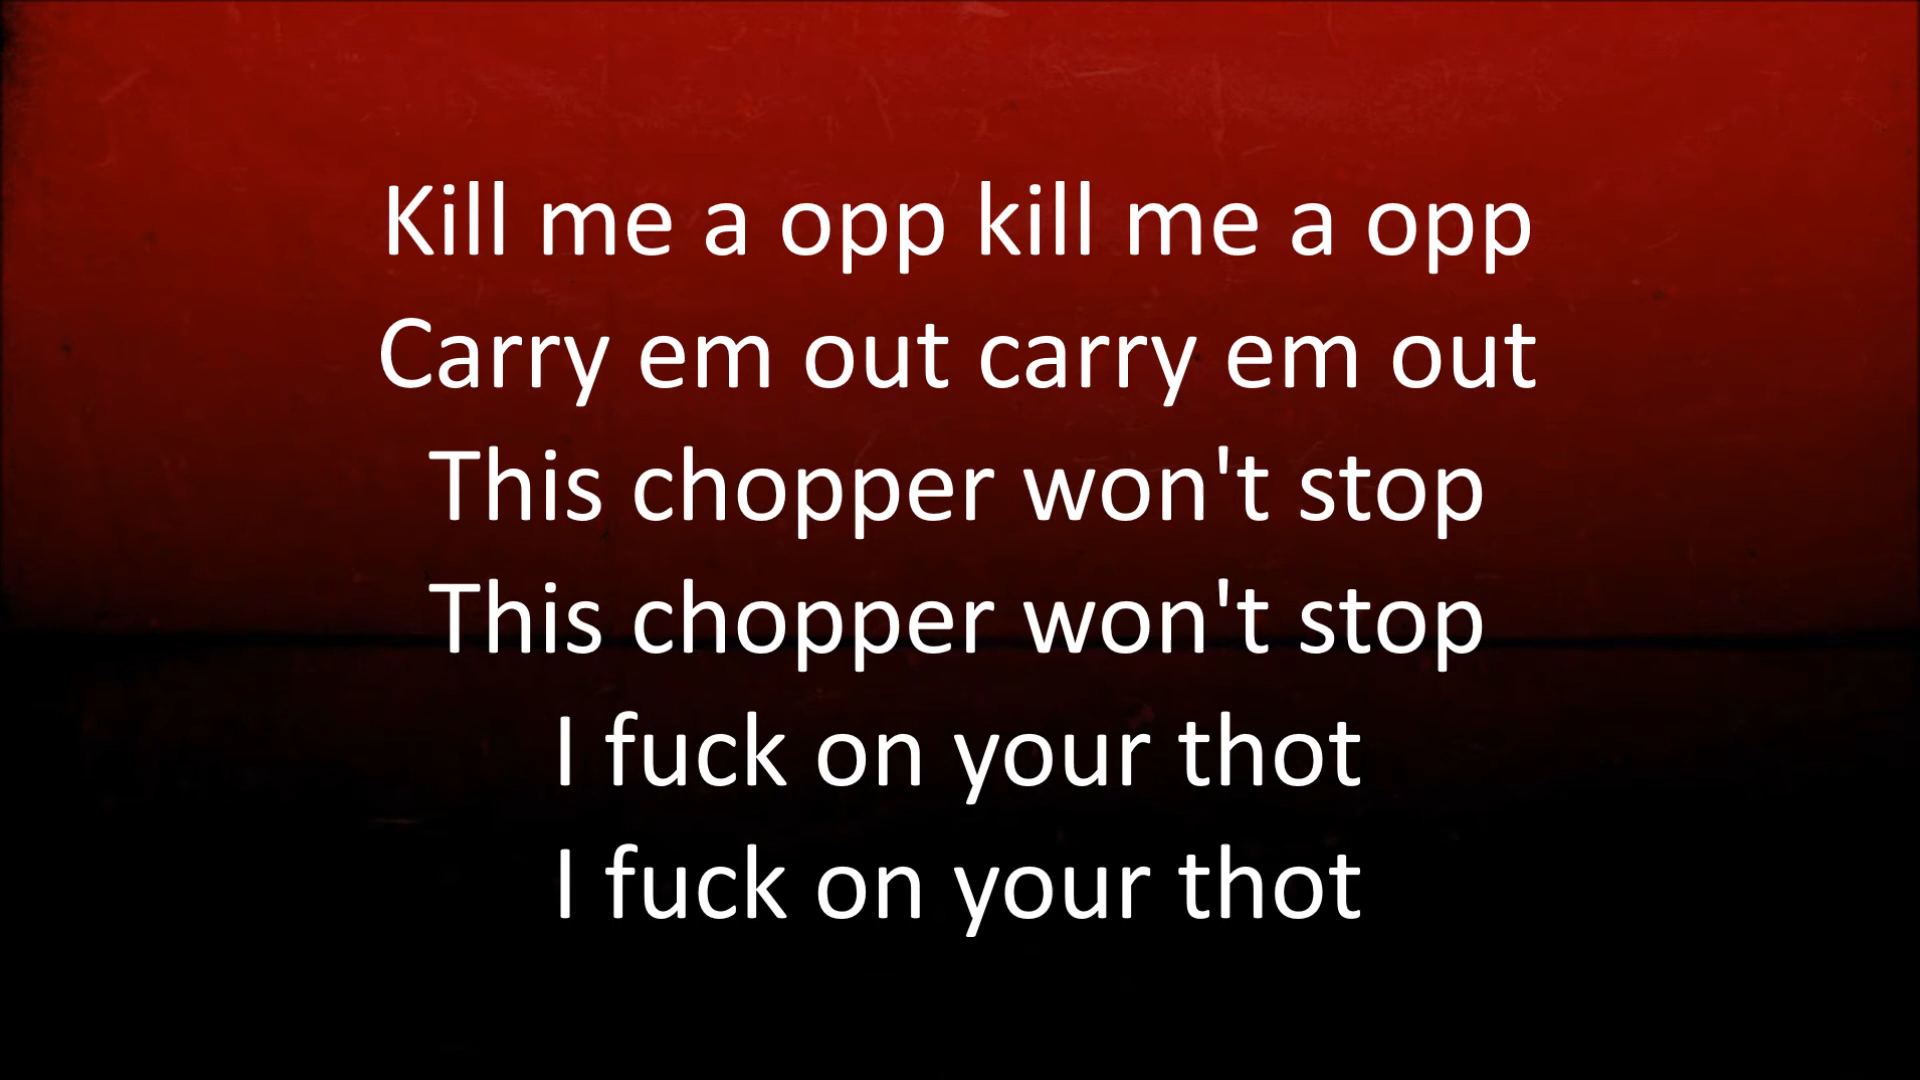 Kill me a opp kill me a opp
Carry em out carry em out
This chopper won't stop
This chopper won't stop
I fuck on your thot
I fuck on your thot